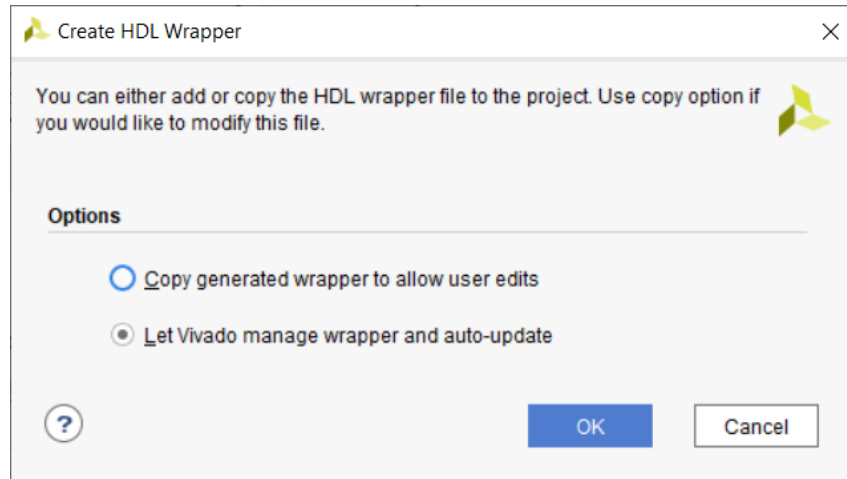 Create HDL Wrapper
You can either add or copy the HDL wrapper file to the project. Use copy option if
you would like to modify this file.
Options
Copy generated wrapper to allow user edits
Let Vivado manage wrapper and auto-update
?
OK
Cancel